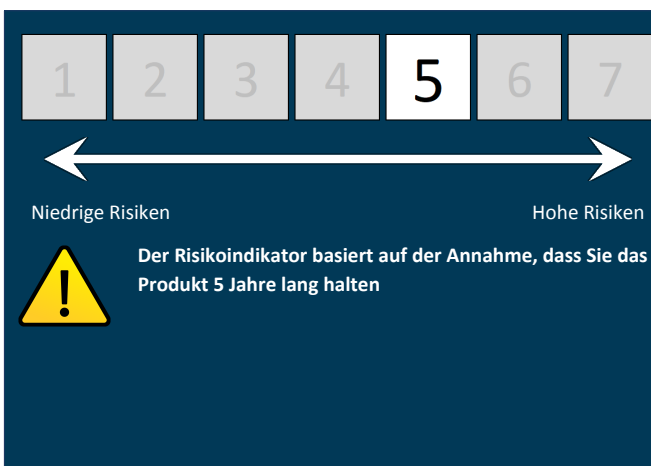 1 2 3 4 5 6 7
Niedrige Risiken Hohe Risiken
Der Risikoindikator basiert auf der Annahme, dass Sie das
Produkt 5 Jahre lang halten